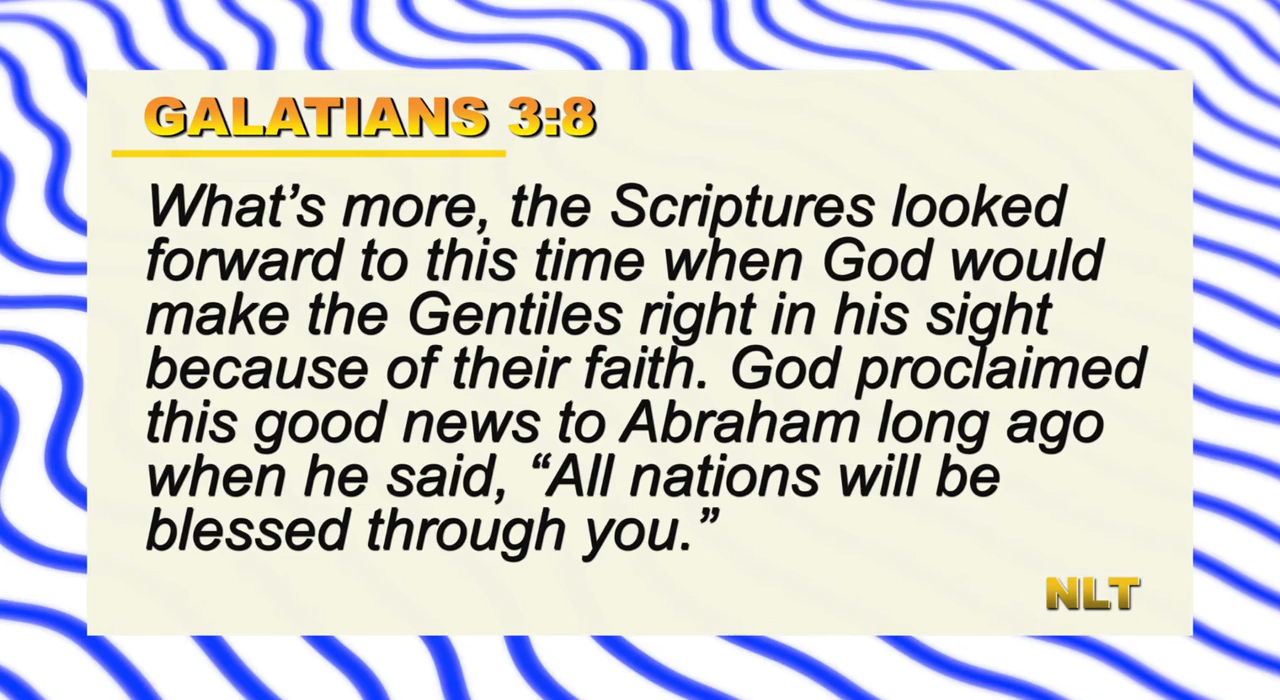 GALATIANS 3:8
What’s more, the Scriptures looked
forward to this time when God would
make the Gentiles right in his sight
because of their faith. God proclaimed
this good news to Abraham long ago
when he said, “All nations will be
blessed through you.”
NLT